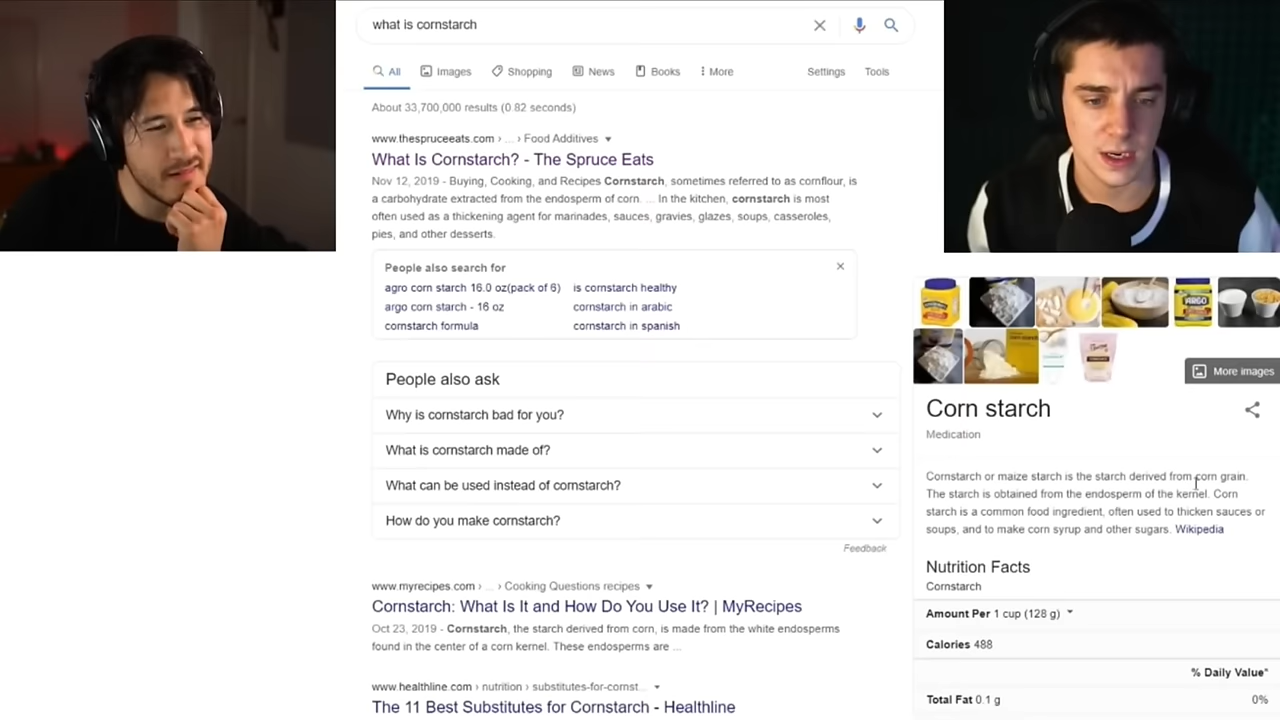 what is cornstarch
All
Images
Shopping
News
Books
More
Settings
Tools
About 33,700,000 results (0.82 seconds)
www.thespruceeats.com › ... › Food Additives
What Is Cornstarch? - The Spruce Eats
Nov 12, 2019 - Buying, Cooking, and Recipes Cornstarch, sometimes referred to as cornflour, is
a carbohydrate extracted from the endosperm of corn. ... In the kitchen, cornstarch is most
often used as a thickening agent for marinades, sauces, gravies, glazes, soups, casseroles,
pies, and other desserts.
People also search for
agro corn starch 16.0 oz(pack of 6)
is cornstarch healthy
argo corn starch - 16 oz
cornstarch in arabic
cornstarch formula
cornstarch in spanish
People also ask
Why is cornstarch bad for you?
What is cornstarch made of?
What can be used instead of cornstarch?
How do you make cornstarch?
Feedback
www.myrecipes.com › ... › Cooking Questions recipes
Cornstarch: What Is It and How Do You Use It? | MyRecipes
Oct 23, 2019 - Cornstarch, the starch derived from corn, is made from the white endosperms
found in the center of a corn kernel. These endosperms are ...
www.healthline.com › nutrition › substitutes-for-cornst...
The 11 Best Substitutes for Cornstarch - Healthline
ARGO
More images
Corn starch
Medication
Cornstarch or maize starch is the starch derived from corn grain.
The starch is obtained from the endosperm of the kernel. Corn
starch is a common food ingredient, often used to thicken sauces or
soups, and to make corn syrup and other sugars. Wikipedia
Nutrition Facts
Cornstarch
Amount Per 1 cup (128 g)
Calories 488
% Daily Value*
Total Fat 0.1 g
0%